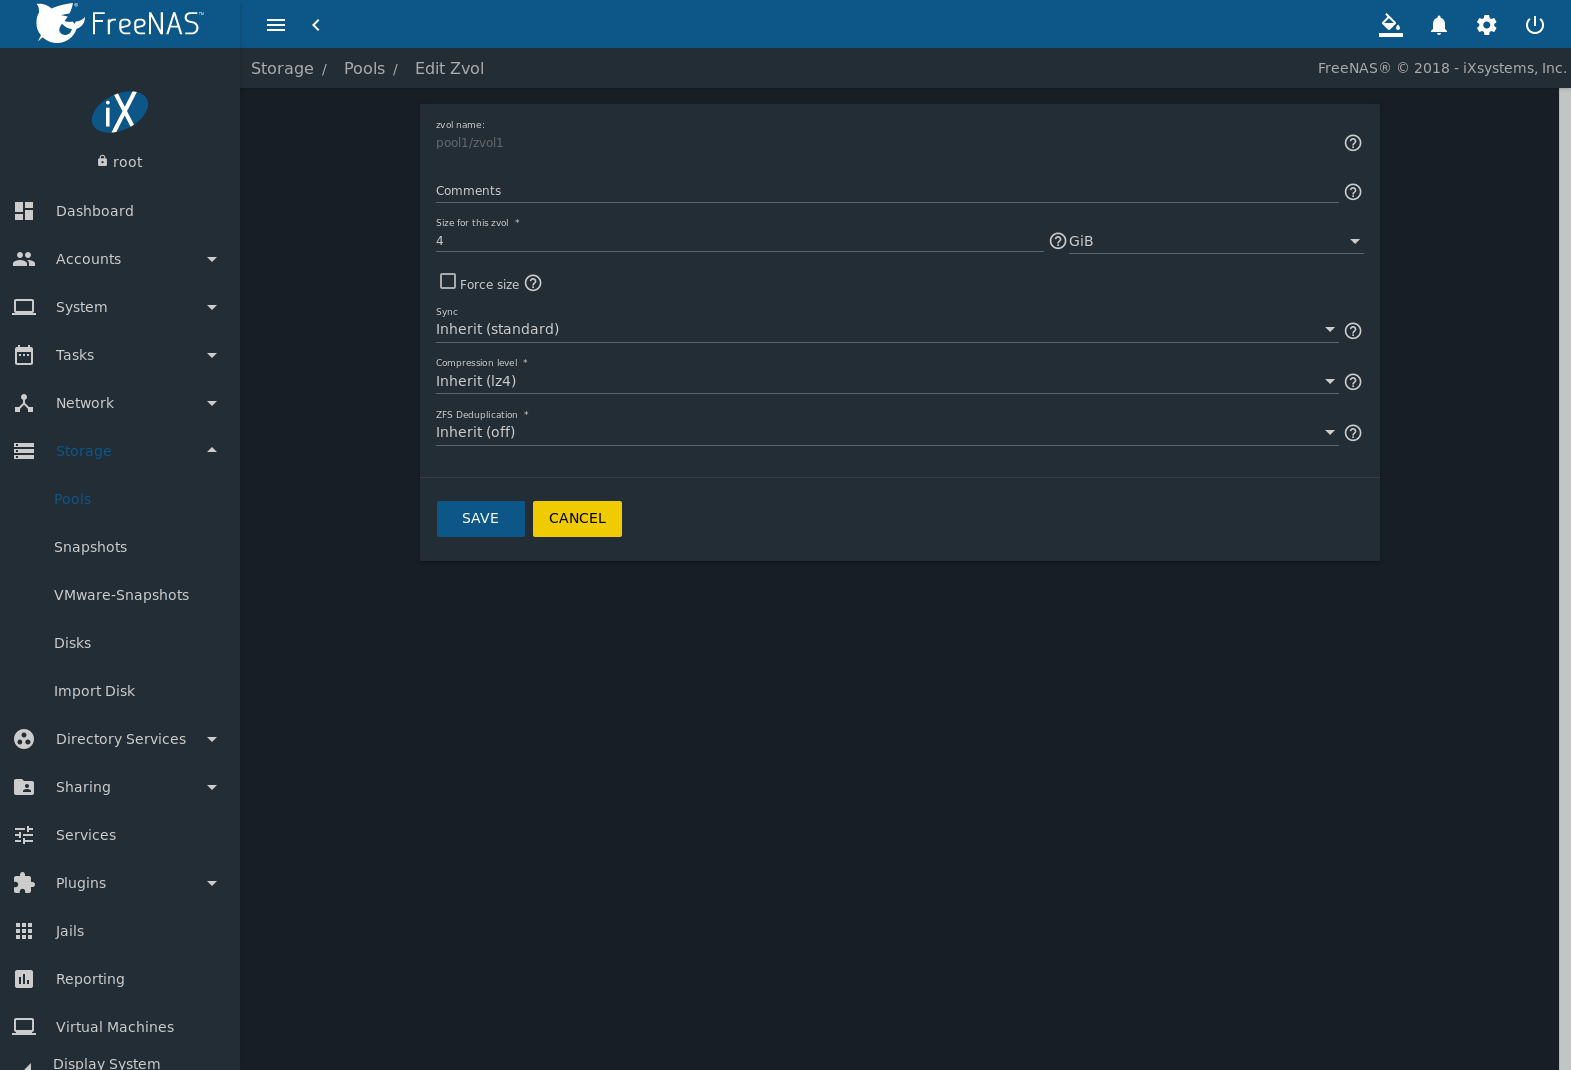 FreeNAS™
Storage / Pools / Edit Zvol
FreeNAS® © 2018 - iXsystems, Inc.
iX
root
Dashboard
Accounts
System
Tasks
Network
Storage
Pools
Snapshots
VMware-Snapshots
Disks
Import Disk
Directory Services
Sharing
Services
Plugins
Jails
Reporting
Virtual Machines
Display System
zvol name:
pool1/zvol1
Comments
Size for this zvol *
4
GiB
Force size
Sync
Inherit (standard)
Compression level *
Inherit (lz4)
ZFS Deduplication *
Inherit (off)
SAVE
CANCEL